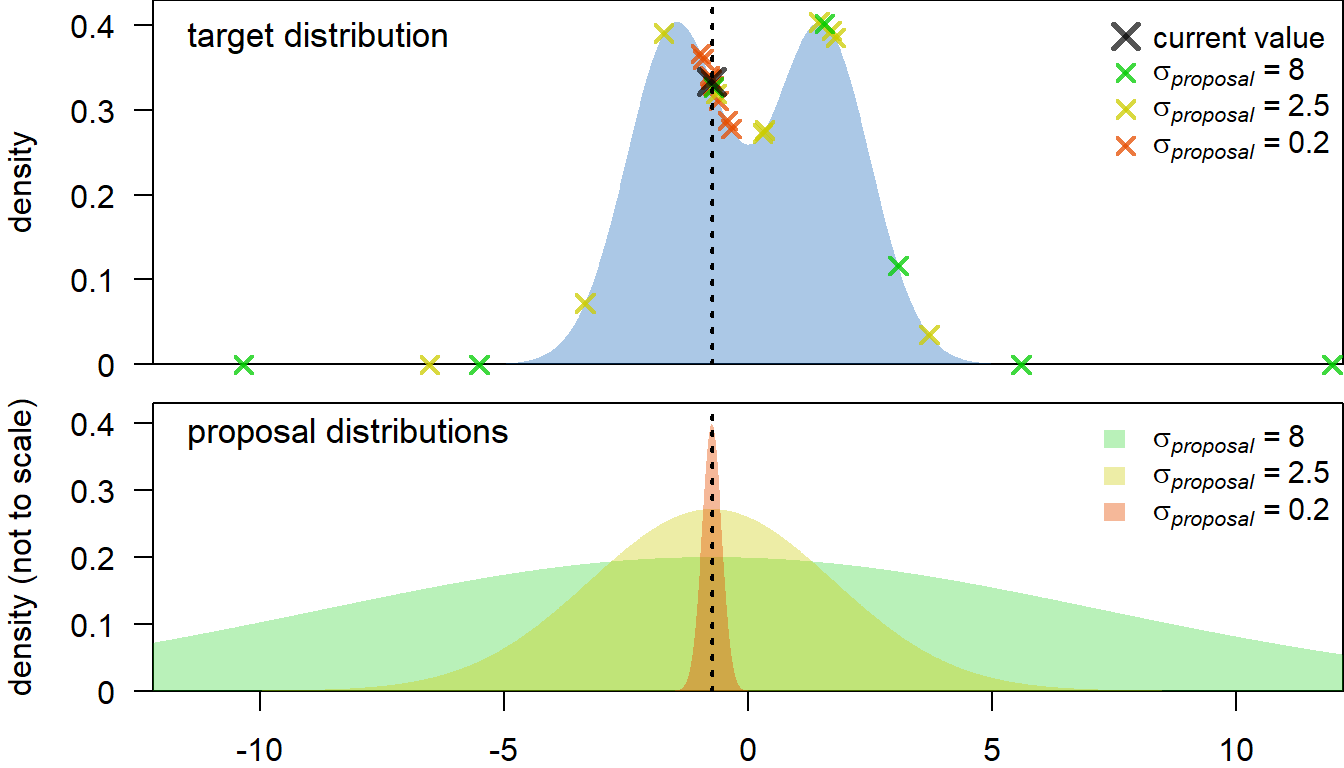 target distribution
current value
σproposal = 8
σproposal = 2.5
σproposal = 0.2
density
0.4
0.3
0.2
0.1
0
proposal distributions
σproposal = 8
σproposal = 2.5
σproposal = 0.2
density (not to scale)
0.4
0.3
0.2
0.1
0
-10 -5 0 5 10